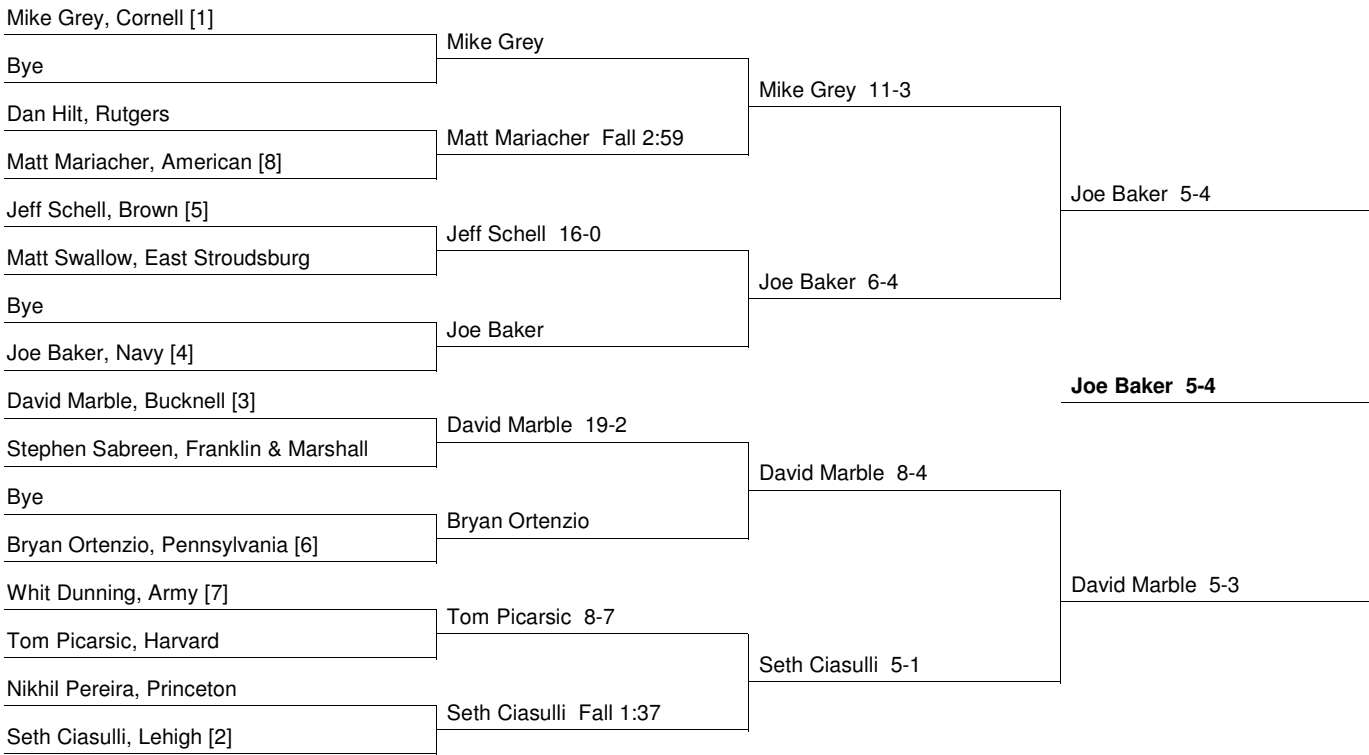 Mike Grey, Cornell [1]
Bye
Dan Hilt, Rutgers
Matt Mariacher, American [8]
Jeff Schell, Brown [5]
Matt Swallow, East Stroudsburg
Bye
Joe Baker, Navy [4]
David Marble, Bucknell [3]
Stephen Sabreen, Franklin & Marshall
Bye
Bryan Ortenzio, Pennsylvania [6]
Whit Dunning, Army [7]
Tom Picarsic, Harvard
Nikhil Pereira, Princeton
Seth Ciasulli, Lehigh [2]
Mike Grey
Matt Mariacher Fall 2:59
Jeff Schell 16-0
Joe Baker
David Marble 19-2
Bryan Ortenzio
Tom Picarsic 8-7
Seth Ciasulli Fall 1:37
Mike Grey 11-3
Joe Baker 6-4
David Marble 8-4
Seth Ciasulli 5-1
Joe Baker 5-4
David Marble 5-3
Joe Baker 5-4